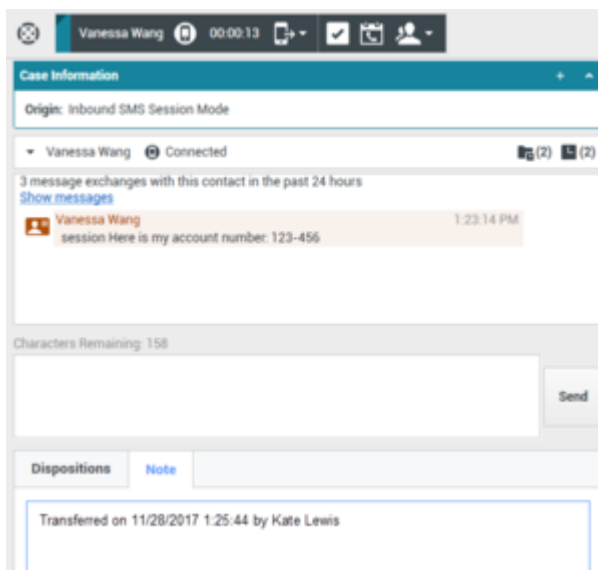 Vanessa Wang 00:00:13
Case Information
Origin: Inbound SMS Session Mode
Vanessa Wang Connected (2) (2)
3 message exchanges with this contact in the past 24 hours
Show messages
Vanessa Wang 1:23:14 PM
session Here is my account number: 123-456
Characters Remaining: 158
Send
Dispositions Note
Transferred on 11/28/2017 1:25:44 by Kate Lewis